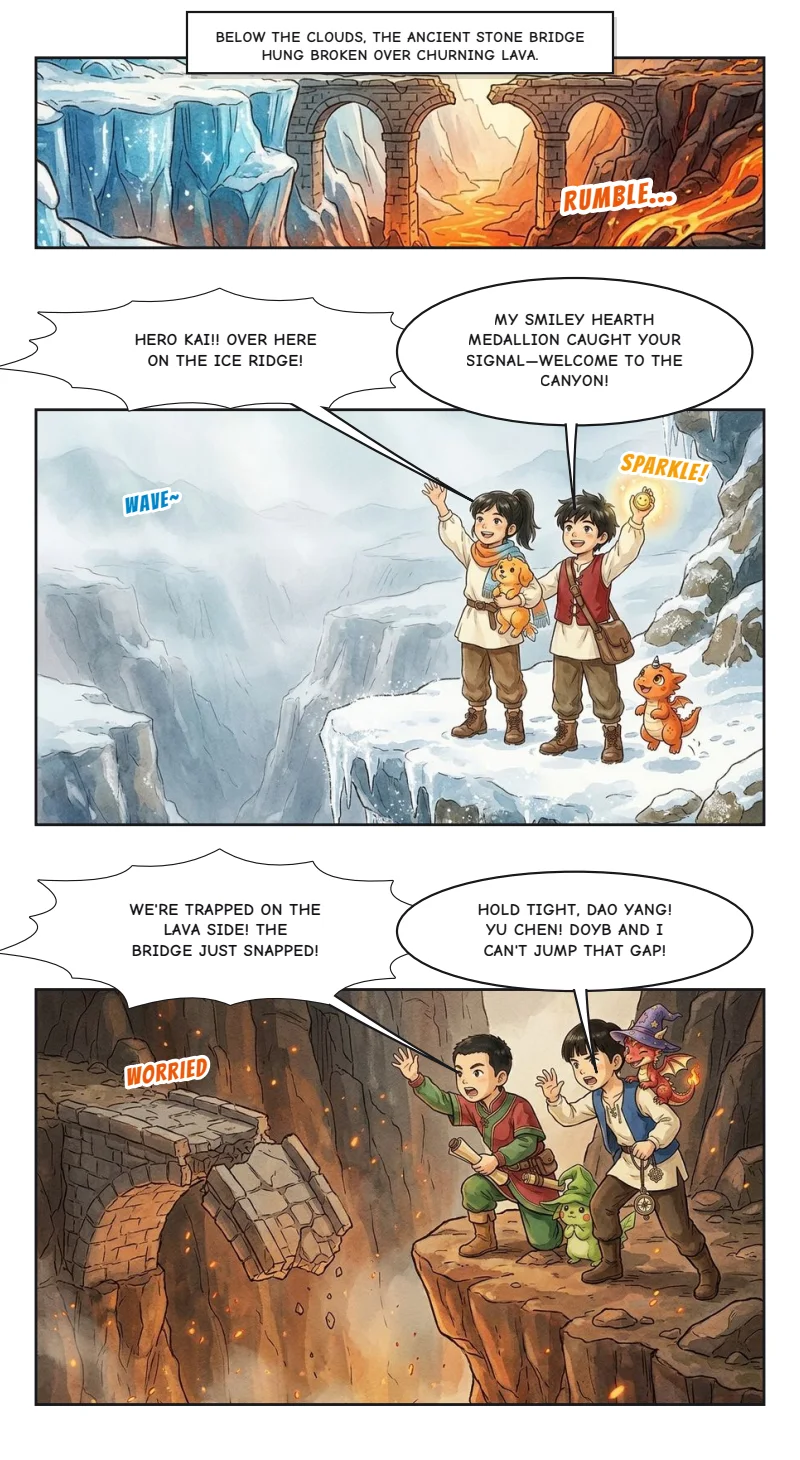 BELOW THE CLOUDS, THE ANCIENT STONE BRIDGE
HUNG BROKEN OVER CHURNING LAVA.
RUMBLE...
HERO KAI!! OVER HERE
ON THE ICE RIDGE!
MY SMILEY HEARTH
MEDALLION CAUGHT YOUR
SIGNAL—WELCOME TO THE
CANYON!
WAVE~
SPARKLE!
WE'RE TRAPPED ON THE
LAVA SIDE! THE
BRIDGE JUST SNAPPED!
HOLD TIGHT, DAO YANG!
YU CHEN! DOYB AND I
CAN'T JUMP THAT GAP!
WORRIED